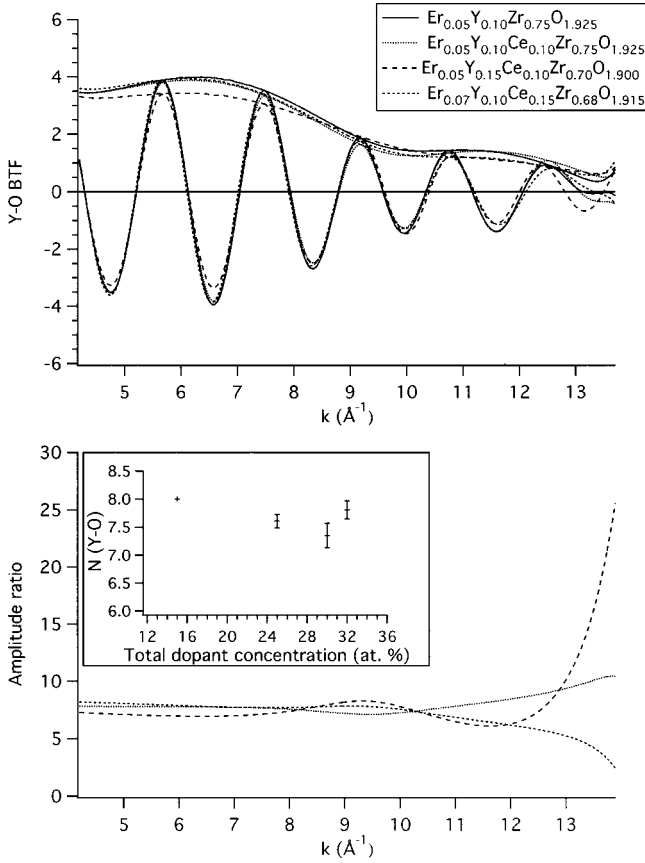 Er0.05Y0.10Zr0.75O1.925
Er0.05Y0.10Ce0.10Zr0.75O1.925
Er0.05Y0.15Ce0.10Zr0.70O1.900
Er0.07Y0.10Ce0.15Zr0.68O1.915
6
4
2
0
-2
-4
-6
Y-O BTF
5 6 7 8 9 10 11 12 13
k (Å-1)
30
25
20
15
10
5
0
Amplitude ratio
8.5
8.0
7.5
7.0
6.5
6.0
N (Y-O)
12 16 20 24 28 32 36
Total dopant concentration (at. %)
5 6 7 8 9 10 11 12 13
k (Å-1)